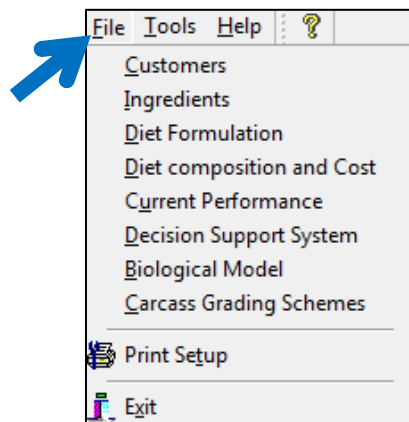 File Tools Help ?
Customers
Ingredients
Diet Formulation
Diet composition and Cost
Current Performance
Decision Support System
Biological Model
Carcass Grading Schemes
Print Setup
Exit